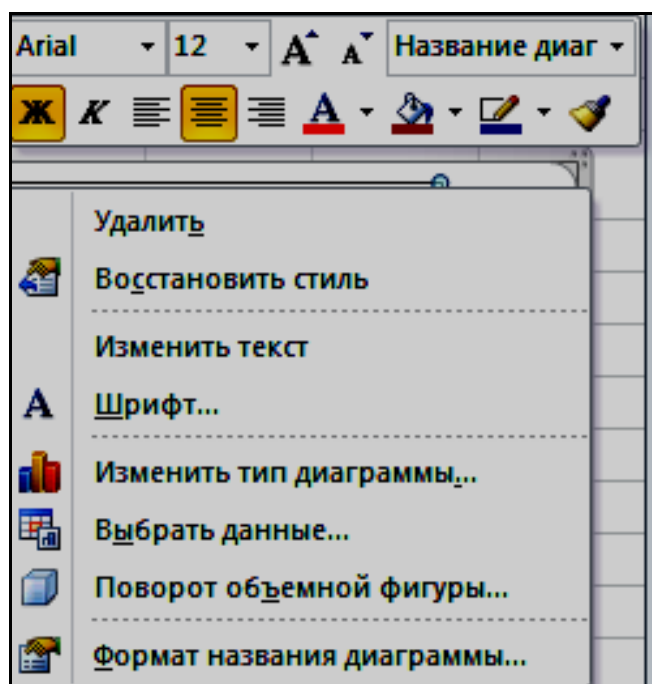 Arial 12 A A Название диаг
Ж К A
Удалить
Восстановить стиль
Изменить текст
A Шрифт...
Изменить тип диаграммы...
Выбрать данные...
Поворот объемной фигуры...
Формат названия диаграммы...